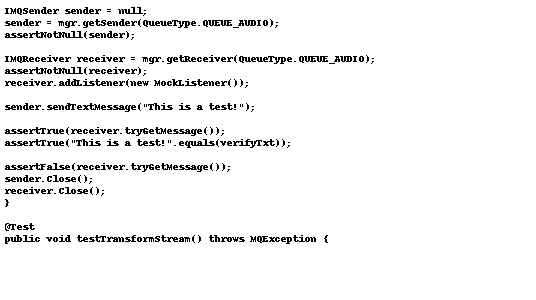 IMQSender sender = null;
sender = mgr.getSender(QueueType.QUEUE_AUDIO);
assertNotNull(sender);
IMQReceiver receiver = mgr.getReceiver(QueueType.QUEUE_AUDIO);
assertNotNull(receiver);
receiver.addListener(new MockListener());
sender.sendTextMessage("This is a test!");
assertTrue(receiver.tryGetMessage());
assertTrue("This is a test!".equals(verifyTxt));
assertFalse(receiver.tryGetMessage());
sender.Close();
receiver.Close();
}
@Test
public void testTransformStream() throws MQException {